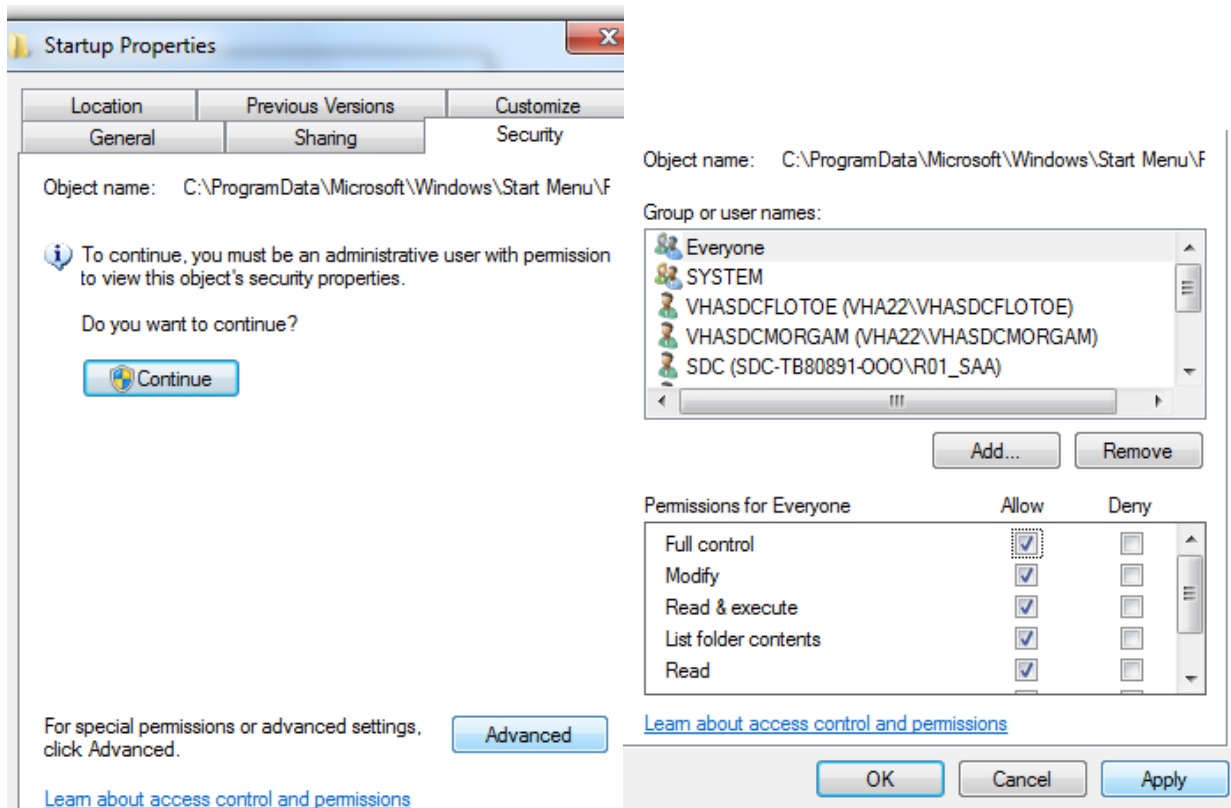 Startup Properties
Location Previous Versions Customize
General Sharing Security
Object name: C:\ProgramData\Microsoft\Windows\Start Menu\F
To continue, you must be an administrative user with permission
to view this object's security properties.
Do you want to continue?
Continue
For special permissions or advanced settings,
click Advanced.
Advanced
Learn about access control and permissions
Object name: C:\ProgramData\Microsoft\Windows\Start Menu\F
Group or user names:
Everyone
SYSTEM
VHASDCFLOTOE (VHA22\VHASDCFLOTOE)
VHASDCMORGAM (VHA22\VHASDCMORGAM)
SDC (SDC-TB80891-OOO\R01_SAA)
Add... Remove
Permissions for Everyone Allow Deny
Full control
Modify
Read & execute
List folder contents
Read
Learn about access control and permissions
OK Cancel Apply